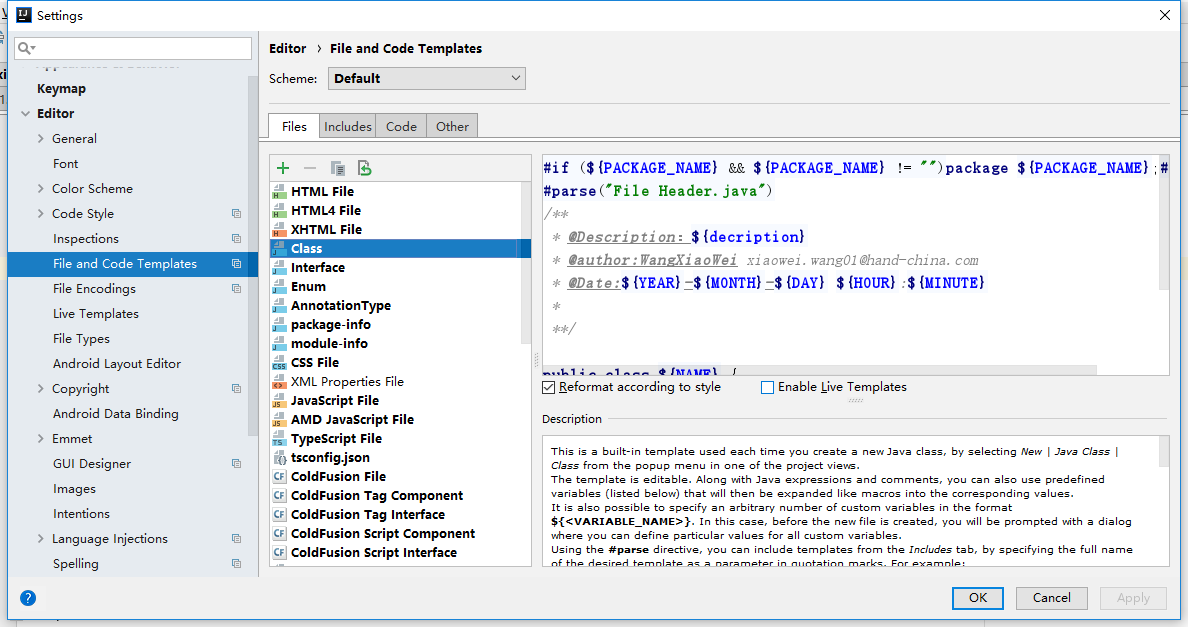 Settings
Editor › File and Code Templates
Scheme: Default
Keymap
Editor
General
Font
Color Scheme
Code Style
Inspections
File and Code Templates
File Encodings
Live Templates
File Types
Android Layout Editor
Copyright
Android Data Binding
Emmet
GUI Designer
Images
Intentions
Language Injections
Spelling
Files Includes Code Other
HTML File
HTML4 File
XHTML File
Class
Interface
Enum
AnnotationType
package-info
module-info
CSS File
XML Properties File
JavaScript File
AMD JavaScript File
TypeScript File
tsconfig.json
ColdFusion File
ColdFusion Tag Component
ColdFusion Tag Interface
ColdFusion Script Component
ColdFusion Script Interface
#if (${PACKAGE_NAME} && ${PACKAGE_NAME} != "")package ${PACKAGE_NAME};#
#parse("File Header.java")
/**
* @Description: ${decription}
* @author:WangXiaoWei xiaowei.wang01@hand-china.com
* @Date:${YEAR}-${MONTH}-${DAY} ${HOUR}:${MINUTE}
*
**/
public class ${NAME} {
Reformat according to style
Enable Live Templates
Description
This is a built-in template used each time you create a new Java class, by selecting New | Java Class |
Class from the popup menu in one of the project views.
The template is editable. Along with Java expressions and comments, you can also use predefined
variables (listed below) that will then be expanded like macros into the corresponding values.
It is also possible to specify an arbitrary number of custom variables in the format
${<VARIABLE_NAME>}. In this case, before the new file is created, you will be prompted with a dialog
where you can define particular values for all custom variables.
Using the #parse directive, you can include templates from the Includes tab, by specifying the full name
of the desired template as a parameter in quotation marks. For example:
OK Cancel Apply